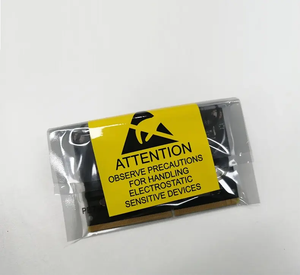 ATTENTION
OBSERVE PRECAUTIONS
FOR HANDLING
ELECTROSTATIC
SENSITIVE DEVICES